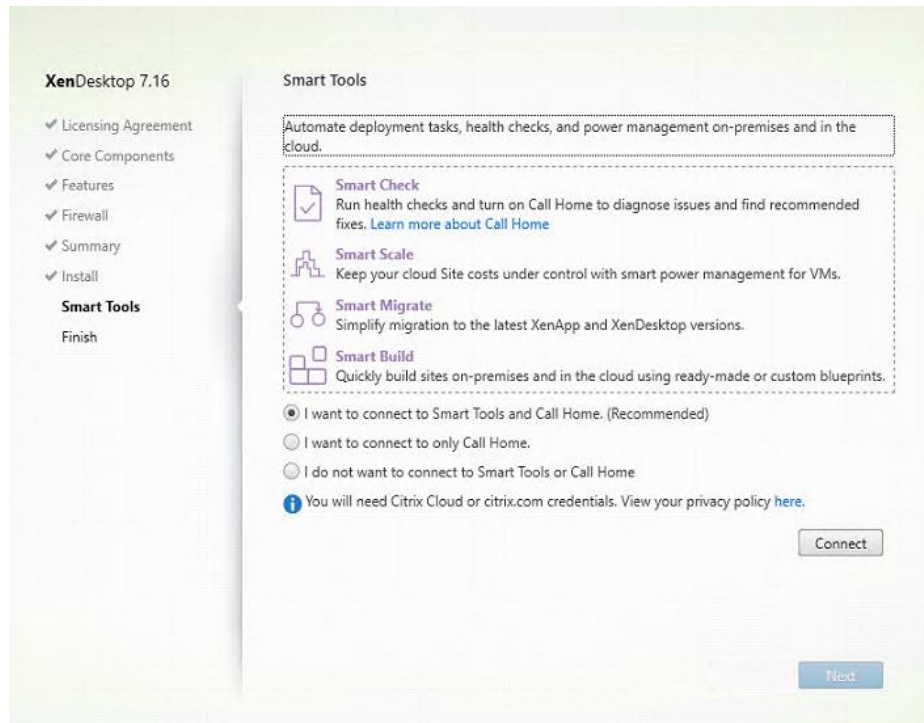 XenDesktop 7.16
Licensing Agreement
Core Components
Features
Firewall
Summary
Install
Smart Tools
Finish
Smart Tools
Automate deployment tasks, health checks, and power management on-premises and in the
cloud.
Smart Check
Run health checks and turn on Call Home to diagnose issues and find recommended
fixes. Learn more about Call Home
Smart Scale
Keep your cloud Site costs under control with smart power management for VMs.
Smart Migrate
Simplify migration to the latest XenApp and XenDesktop versions.
Smart Build
Quickly build sites on-premises and in the cloud using ready-made or custom blueprints.
I want to connect to Smart Tools and Call Home. (Recommended)
I want to connect to only Call Home.
I do not want to connect to Smart Tools or Call Home
You will need Citrix Cloud or citrix.com credentials. View your privacy policy here.
Connect
Next